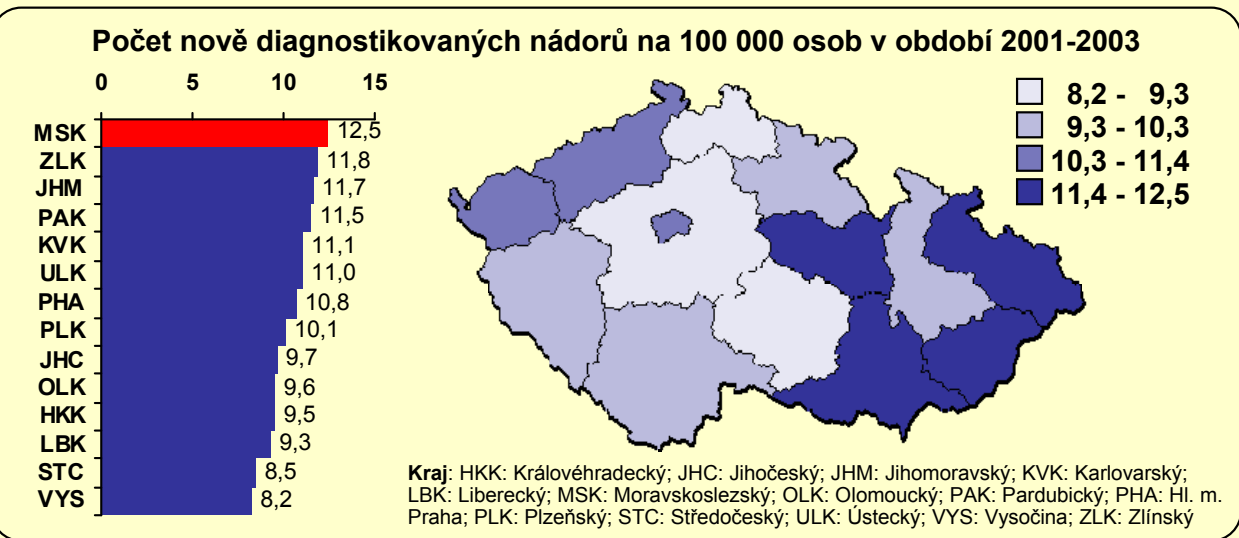 Počet nově diagnostikovaných nádorů na 100 000 osob v období 2001-2003
0 5 10 15
MSK 12,5
ZLK 11,8
JHM 11,7
PAK 11,5
KVK 11,1
ULK 11,0
PHA 10,8
PLK 10,1
JHC 9,7
OLK 9,6
HKK 9,5
LBK 9,3
STC 8,5
VYS 8,2
8,2 - 9,3
9,3 - 10,3
10,3 - 11,4
11,4 - 12,5
Kraj: HKK: Královéhradecký; JHC: Jihočeský; JHM: Jihomoravský; KVK: Karlovarský;
LBK: Liberecký; MSK: Moravskoslezský; OLK: Olomoucký; PAK: Pardubický; PHA: Hl. m.
Praha; PLK: Plzeňský; STC: Středočeský; ULK: Ústecký; VYS: Vysočina; ZLK: Zlínský